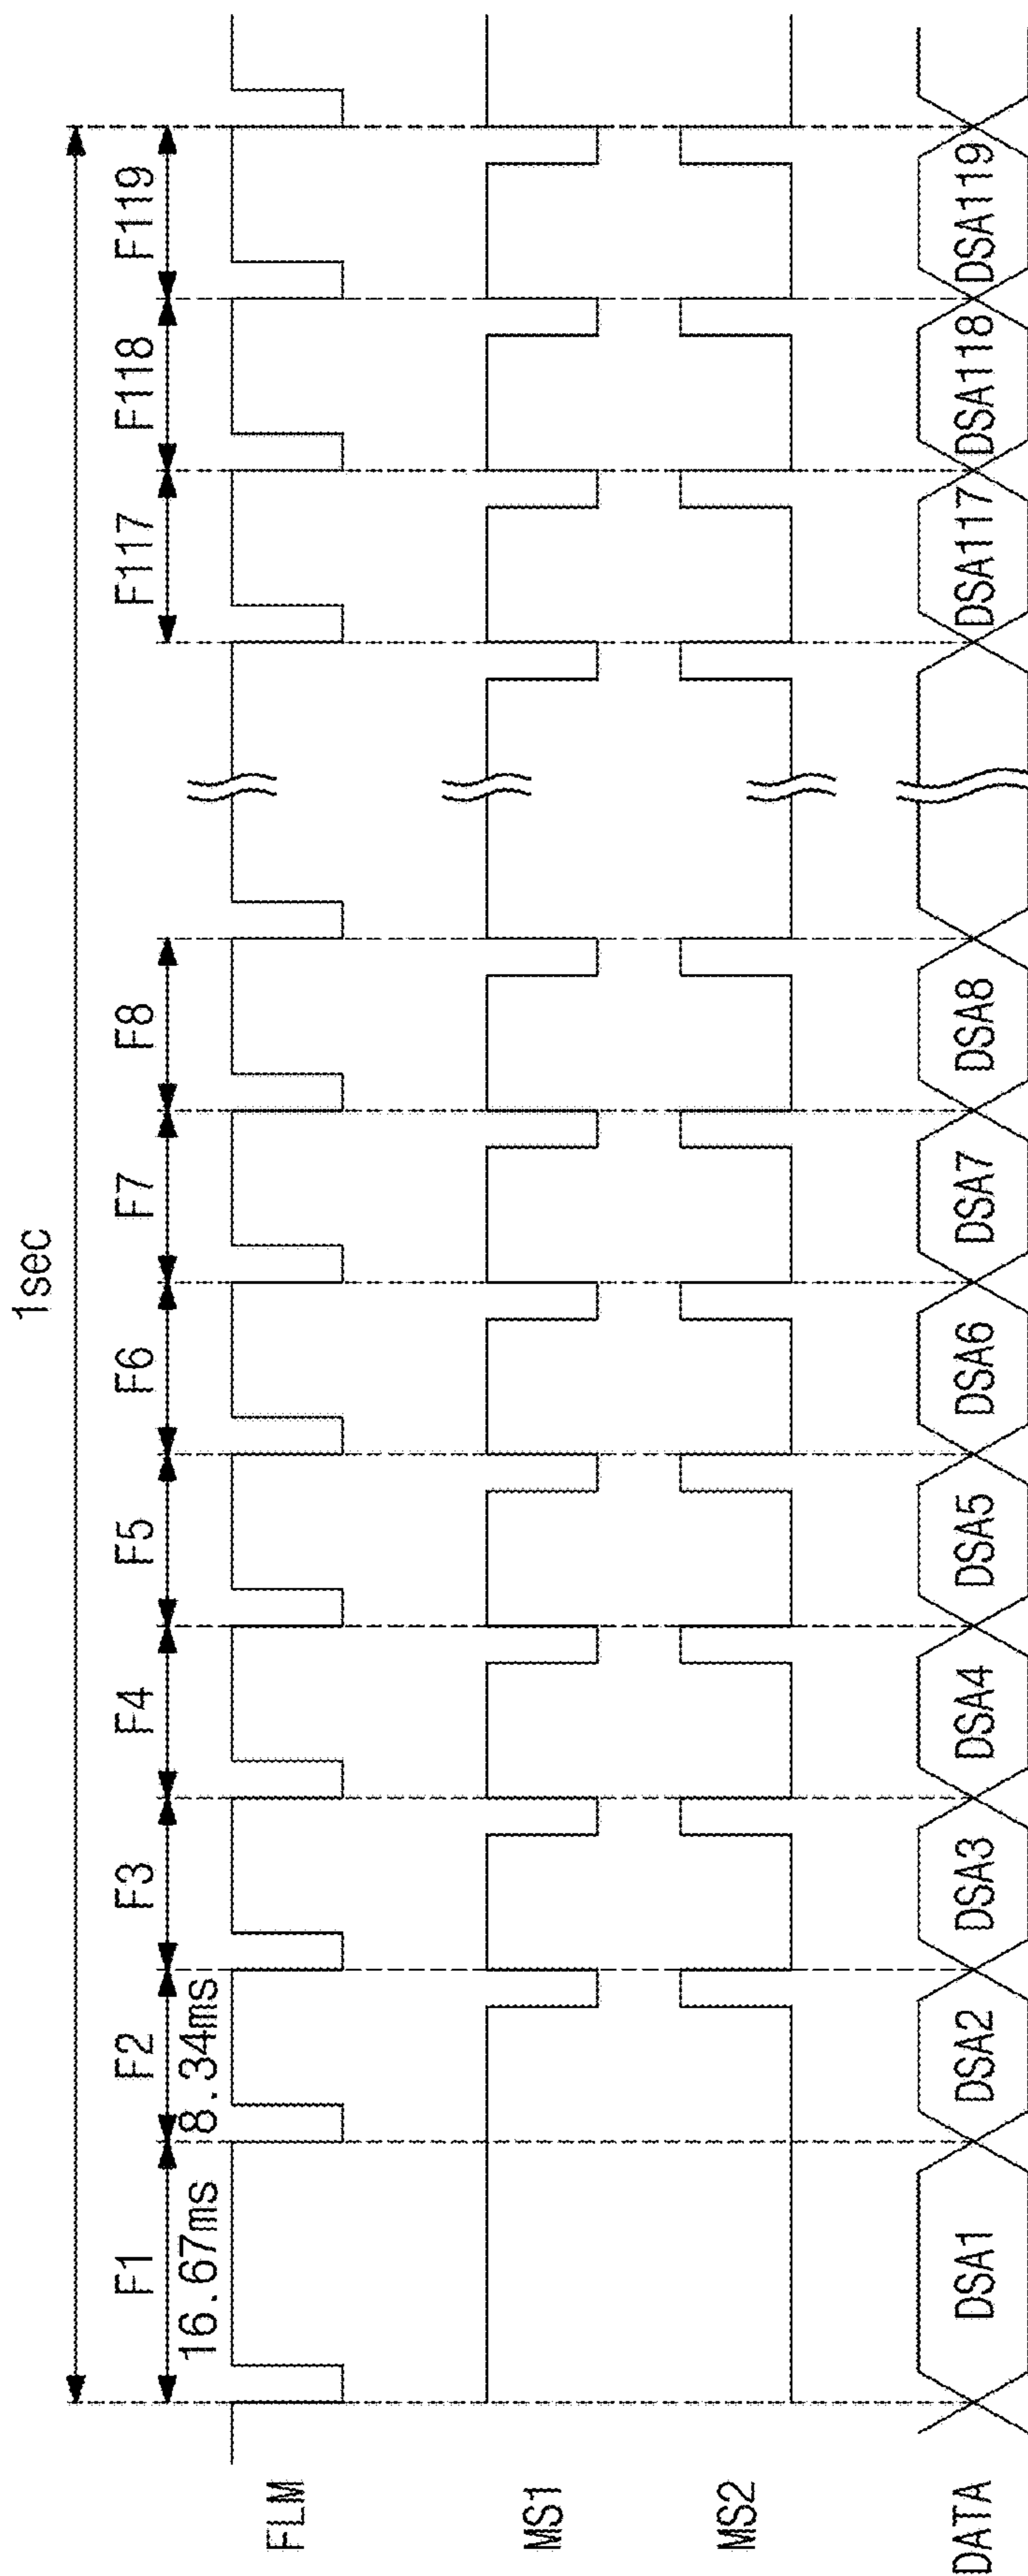 1sec
F1 F2 F3 F4 F5 F6 F7 F8 F117 F118 F119
16.67ms 8.34ms
FLM
MS1
MS2
DATA DSA1 DSA2 DSA3 DSA4 DSA5 DSA6 DSA7 DSA8 DSA117 DSA118 DSA119